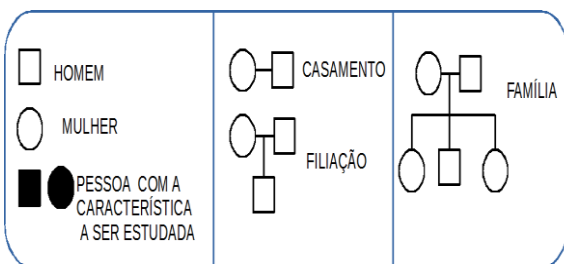 HOMEM
MULHER
PESSOA COM A
CARACTERÍSTICA
A SER ESTUDADA
CASAMENTO
FILIAÇÃO
FAMÍLIA